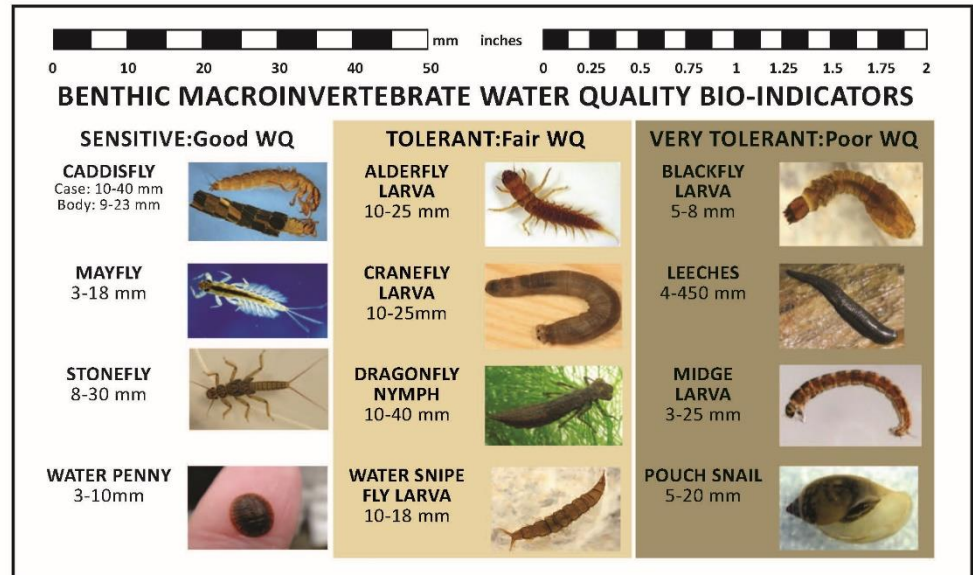 mm inches
0 10 20 30 40 50 0 0.25 0.5 0.75 1 1.25 1.5 1.75 2
BENTHIC MACROINVERTEBRATE WATER QUALITY BIO-INDICATORS
SENSITIVE:Good WQ
CADDISFLY
Case: 10-40 mm
Body: 9-23 mm
MAYFLY
3-18 mm
STONEFLY
8-30 mm
WATER PENNY
3-10mm
TOLERANT:Fair WQ
ALDERFLY
LARVA
10-25 mm
CRANEFLY
LARVA
10-25mm
DRAGONFLY
NYMPH
10-40 mm
WATER SNIPE
FLY LARVA
10-18 mm
VERY TOLERANT:Poor WQ
BLACKFLY
LARVA
5-8 mm
LEECHES
4-450 mm
MIDGE
LARVA
3-25 mm
POUCH SNAIL
5-20 mm